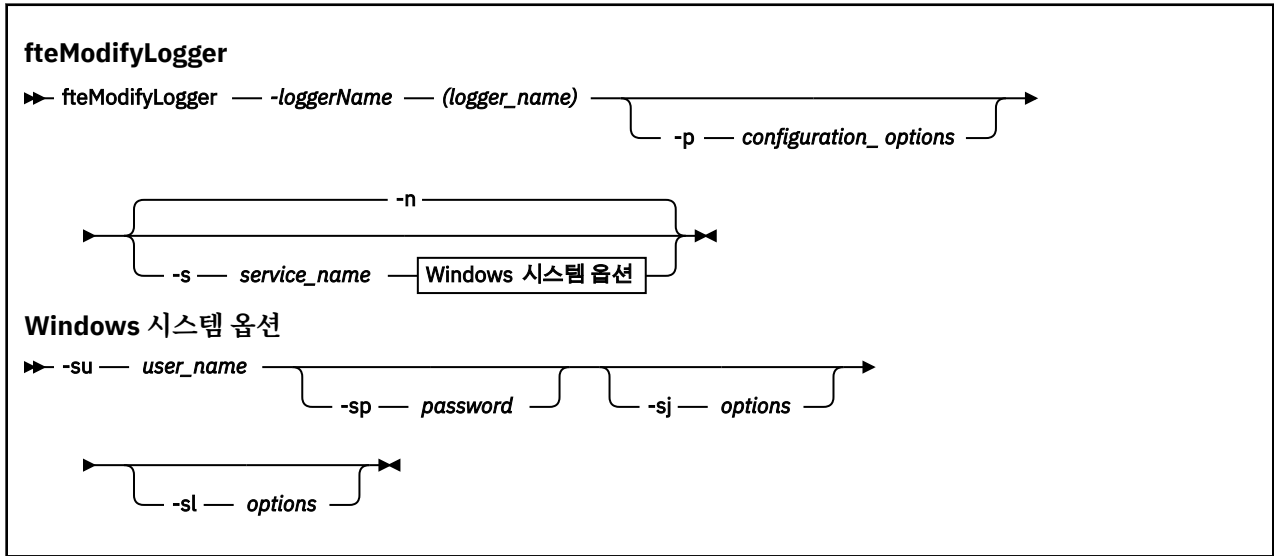 fteModifyLogger
fteModifyLogger -loggerName (logger_name)
-p configuration_ options
-n
-s service_name Windows 시스템 옵션
Windows 시스템 옵션
-su user_name
-sp password -sj options
-sl options